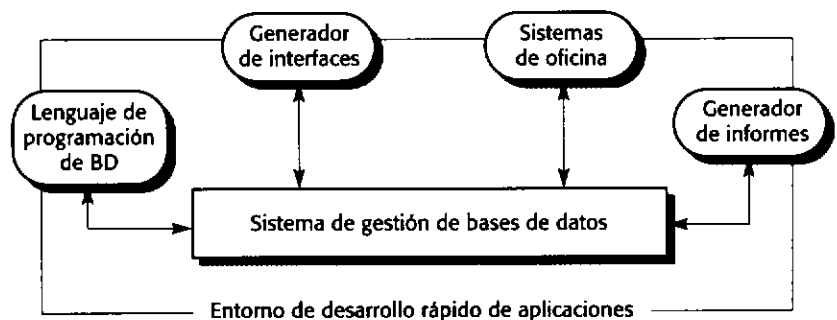 Generador
de interfaces
Sistemas
de oficina
Lenguaje de
programación
de BD
Generador
de informes
Sistema de gestión de bases de datos
Entorno de desarrollo rápido de aplicaciones